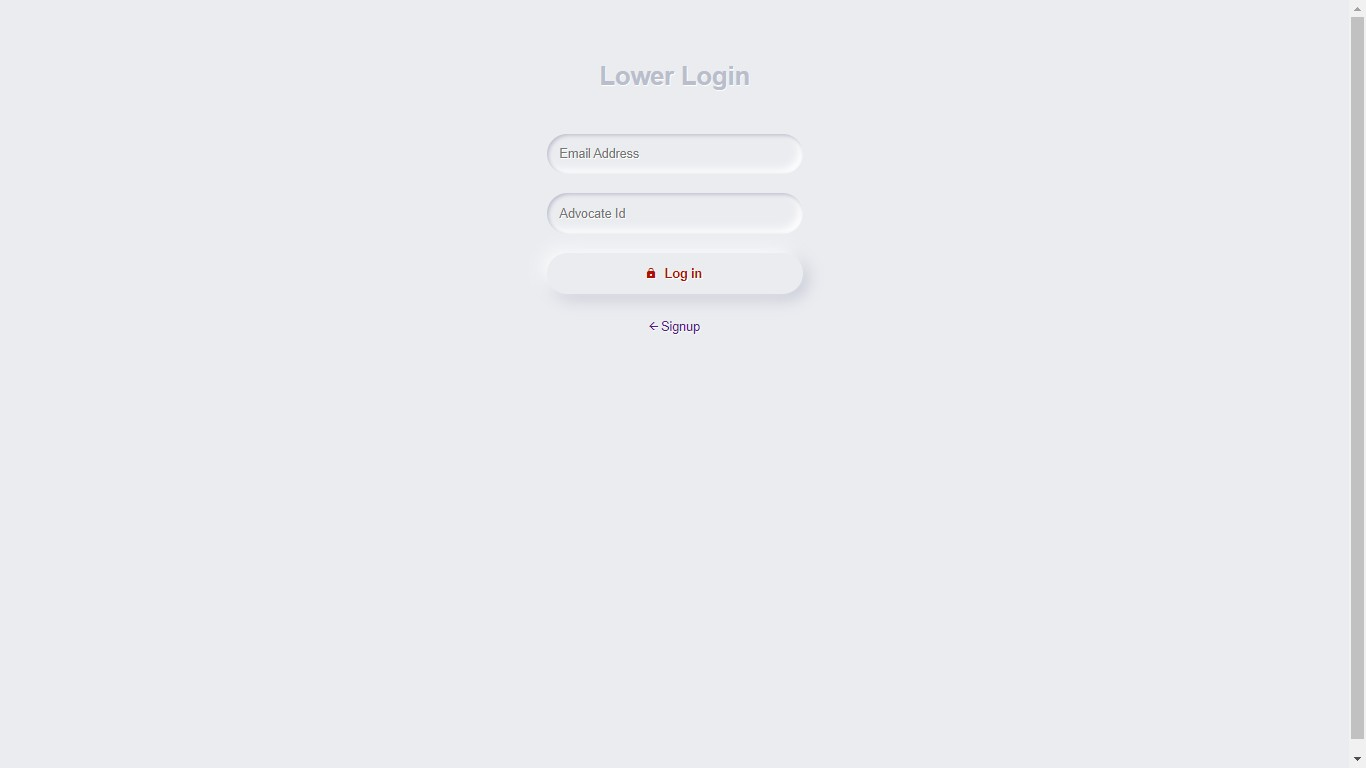 Lower Login
Email Address
Advocate Id
Log in
← Signup